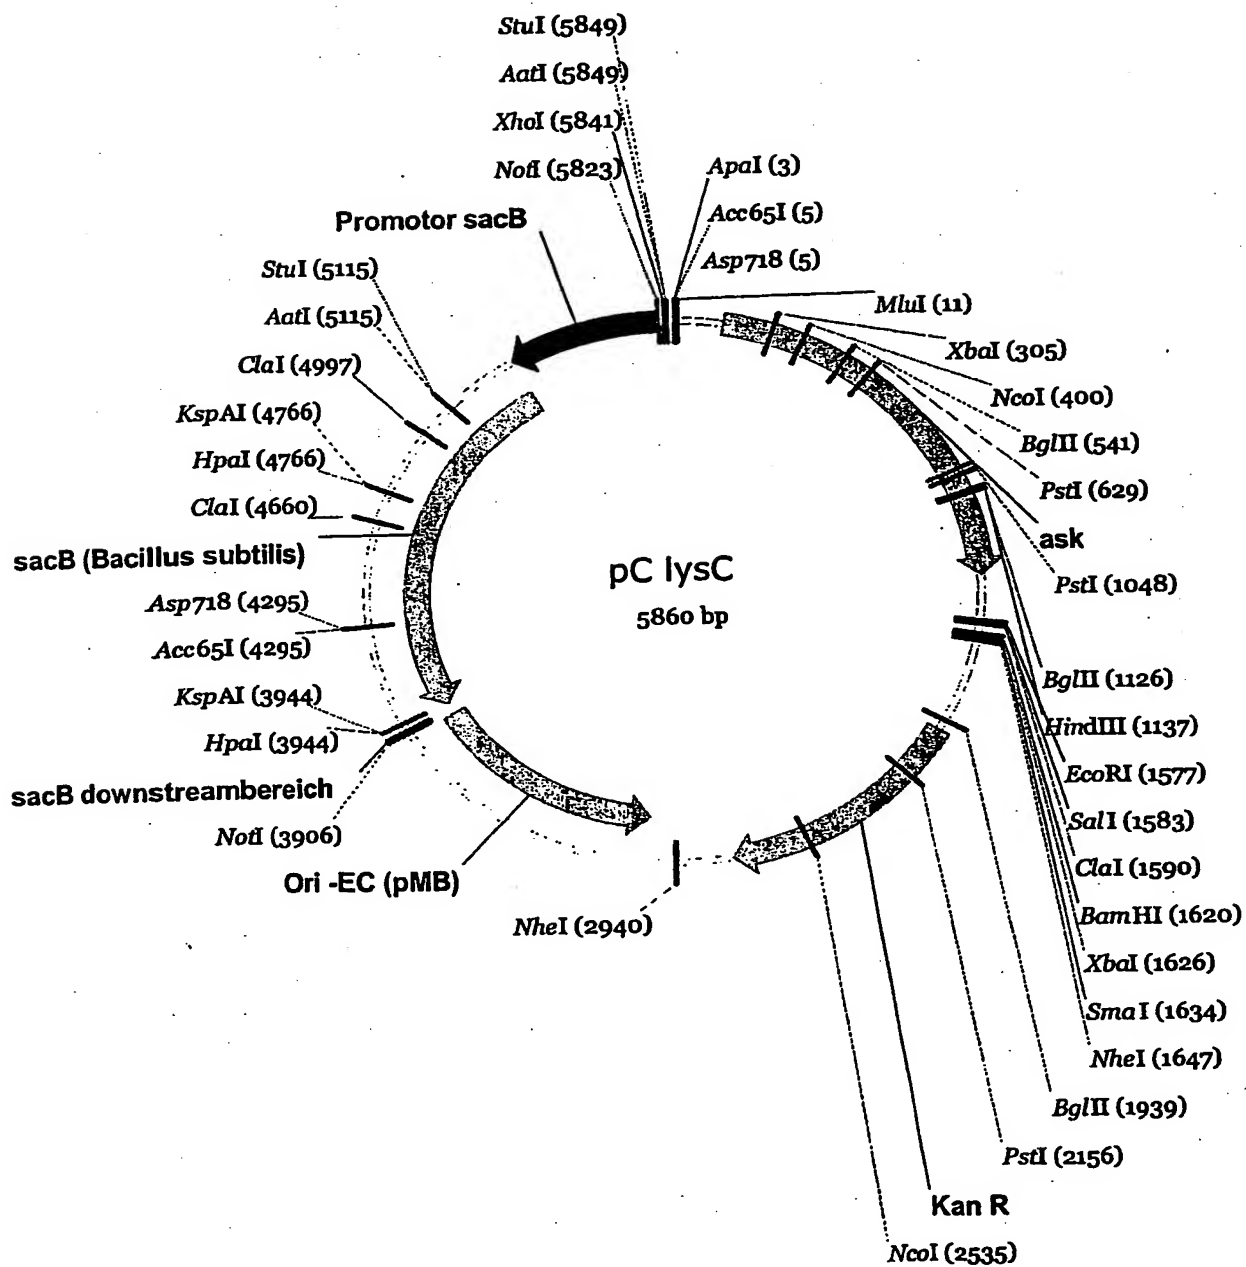 StuI (5849)
AatI (5849)
XhoI (5841)
NotI (5823)
ApaI (3)
Acc65I (5)
Asp718 (5)
MluI (11)
Promotor sacB
StuI (5115)
AatI (5115)
ClaI (4997)
KspAI (4766)
HpaI (4766)
ClaI (4660)
sacB (Bacillus subtilis)
Asp718 (4295)
Acc65I (4295)
KspAI (3944)
HpaI (3944)
sacB downstreambereich
NotI (3906)
Ori -EC (pMB)
NheI (2940)
pC lysC
5860 bp
XbaI (305)
NcoI (400)
BglII (541)
PstI (629)
ask
PstI (1048)
BglII (1126)
HindIII (1137)
EcoRI (1577)
SalI (1583)
ClaI (1590)
BamHI (1620)
XbaI (1626)
SmaI (1634)
NheI (1647)
BglII (1939)
PstI (2156)
Kan R
NcoI (2535)